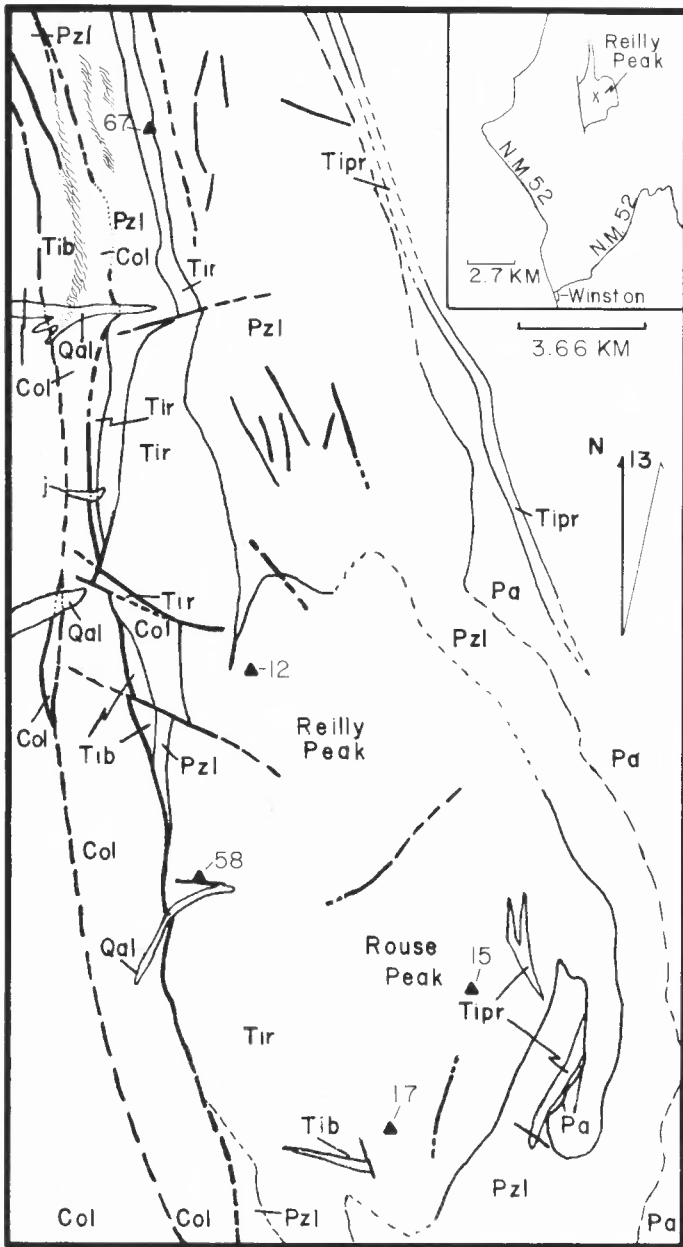 Pzl
67
Tipr
Reilly
Peak
N.M. 52
N.M. 52
2.7 KM
Winston
Tib
Pzl
Col
Tir
Qal
Col
Pzl
3.66 KM
Tir
Tir
N 13
j
Tipr
Tir
Pa
Qal
Col
Pzl
12
Col
Tib
Pzl
Reilly
Peak
Pa
Col
58
Qal
Rouse
Peak
15
Tipr
Tir
17
Tib
Pa
Pzl
Col
Col
Pzl
Pa